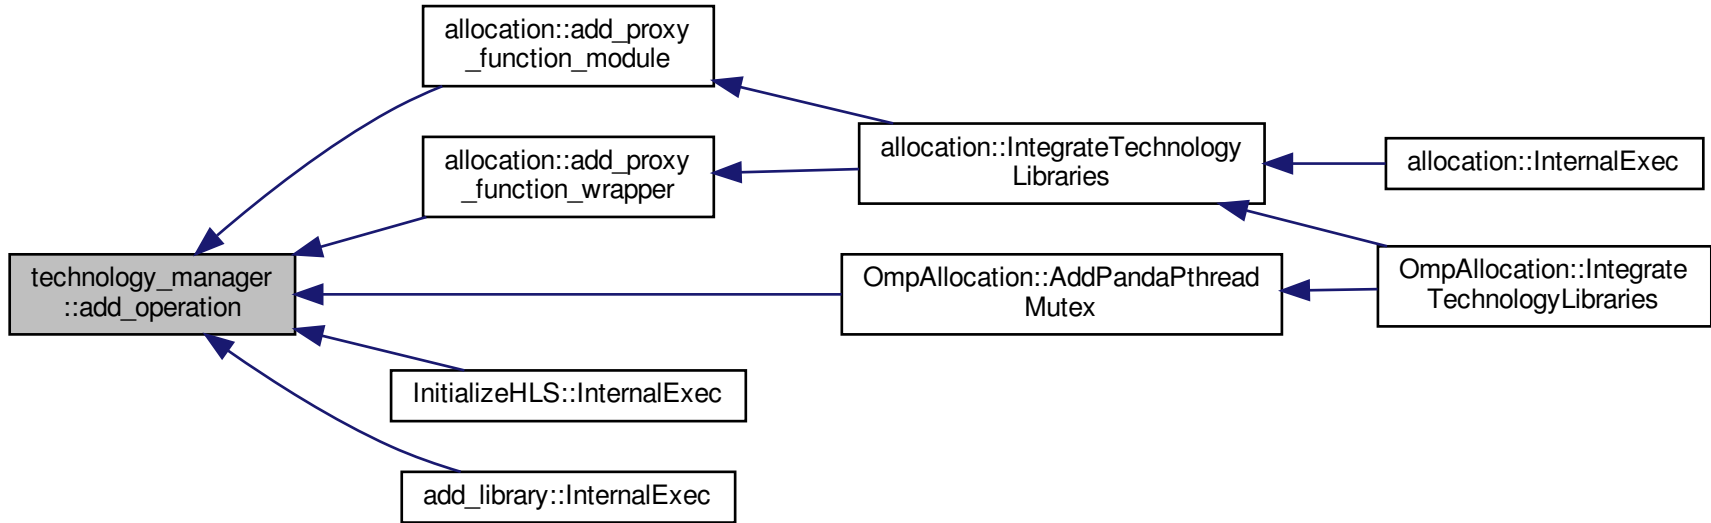 allocation::add_proxy
_function_module
allocation::add_proxy
_function_wrapper
allocation::IntegrateTechnology
Libraries
allocation::InternalExec
technology_manager
::add_operation
OmpAllocation::AddPandaPthread
Mutex
OmpAllocation::Integrate
TechnologyLibraries
InitializeHLS::InternalExec
add_library::InternalExec